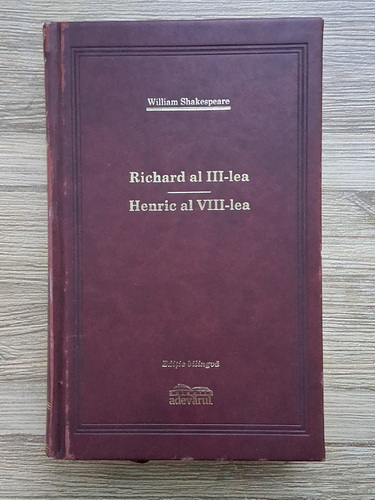 William Shakespeare
Richard al III-lea
Henric al VIII-lea
Ediție bilingvă
adevărul